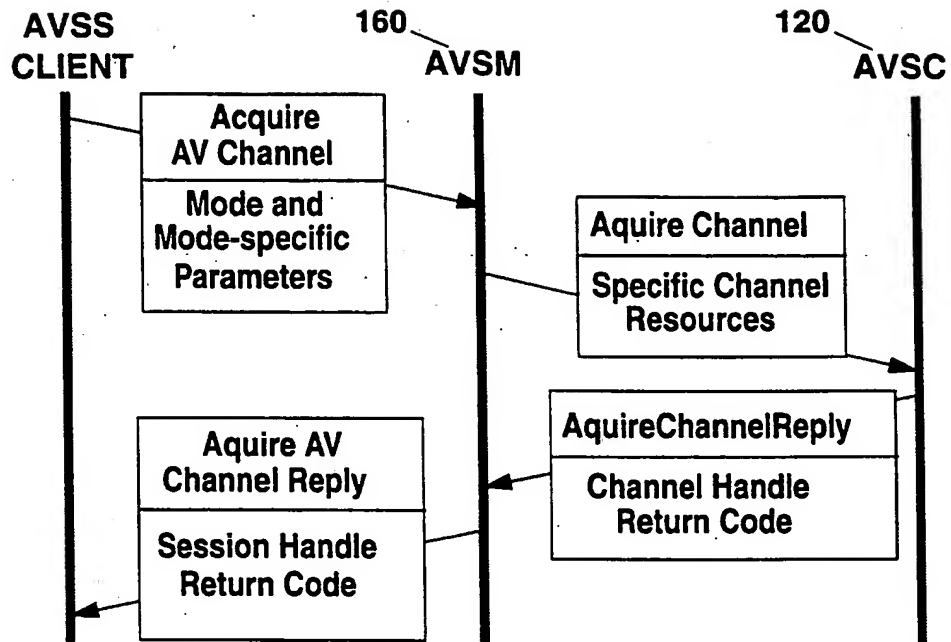 AVSS
CLIENT
160
AVSM
120
AVSC
Acquire
AV Channel
Mode and
Mode-specific
Parameters
Aquire Channel
Specific Channel
Resources
AquireChannelReply
Channel Handle
Return Code
Aquire AV
Channel Reply
Session Handle
Return Code